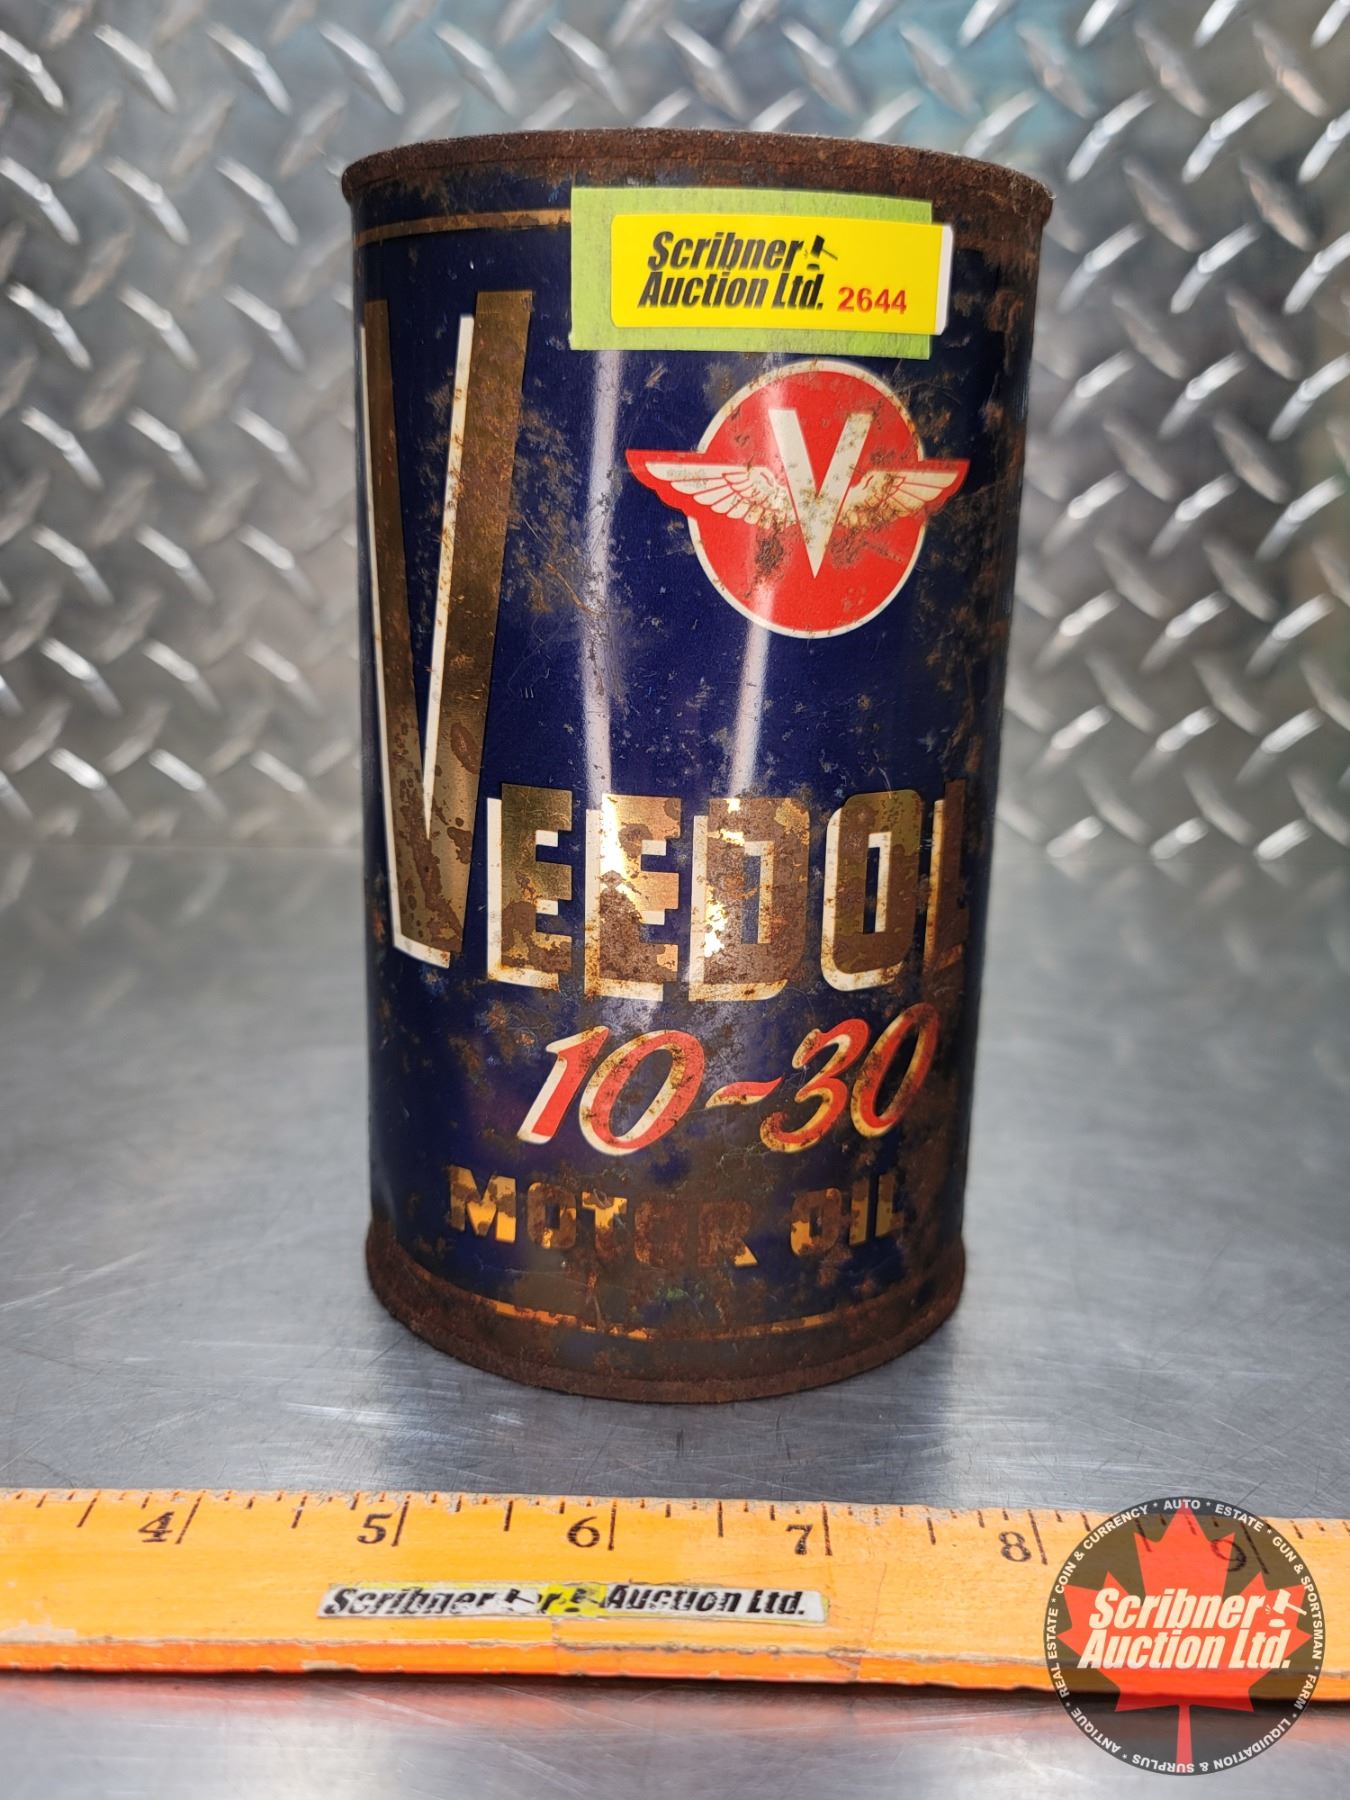 Scribner
Auction Ltd. 2644
V
VEEDOL
10-30
MOTOR OIL
4 5 6 7 8 9
Scribner Auction Ltd.
COIN & CURRENCY * AUTO * ESTATE * GUN & SPORTSMAN * FARM * LIQUIDATION & SURPLUS * ANTIQUE * REAL ESTATE *
Scribner
Auction Ltd.